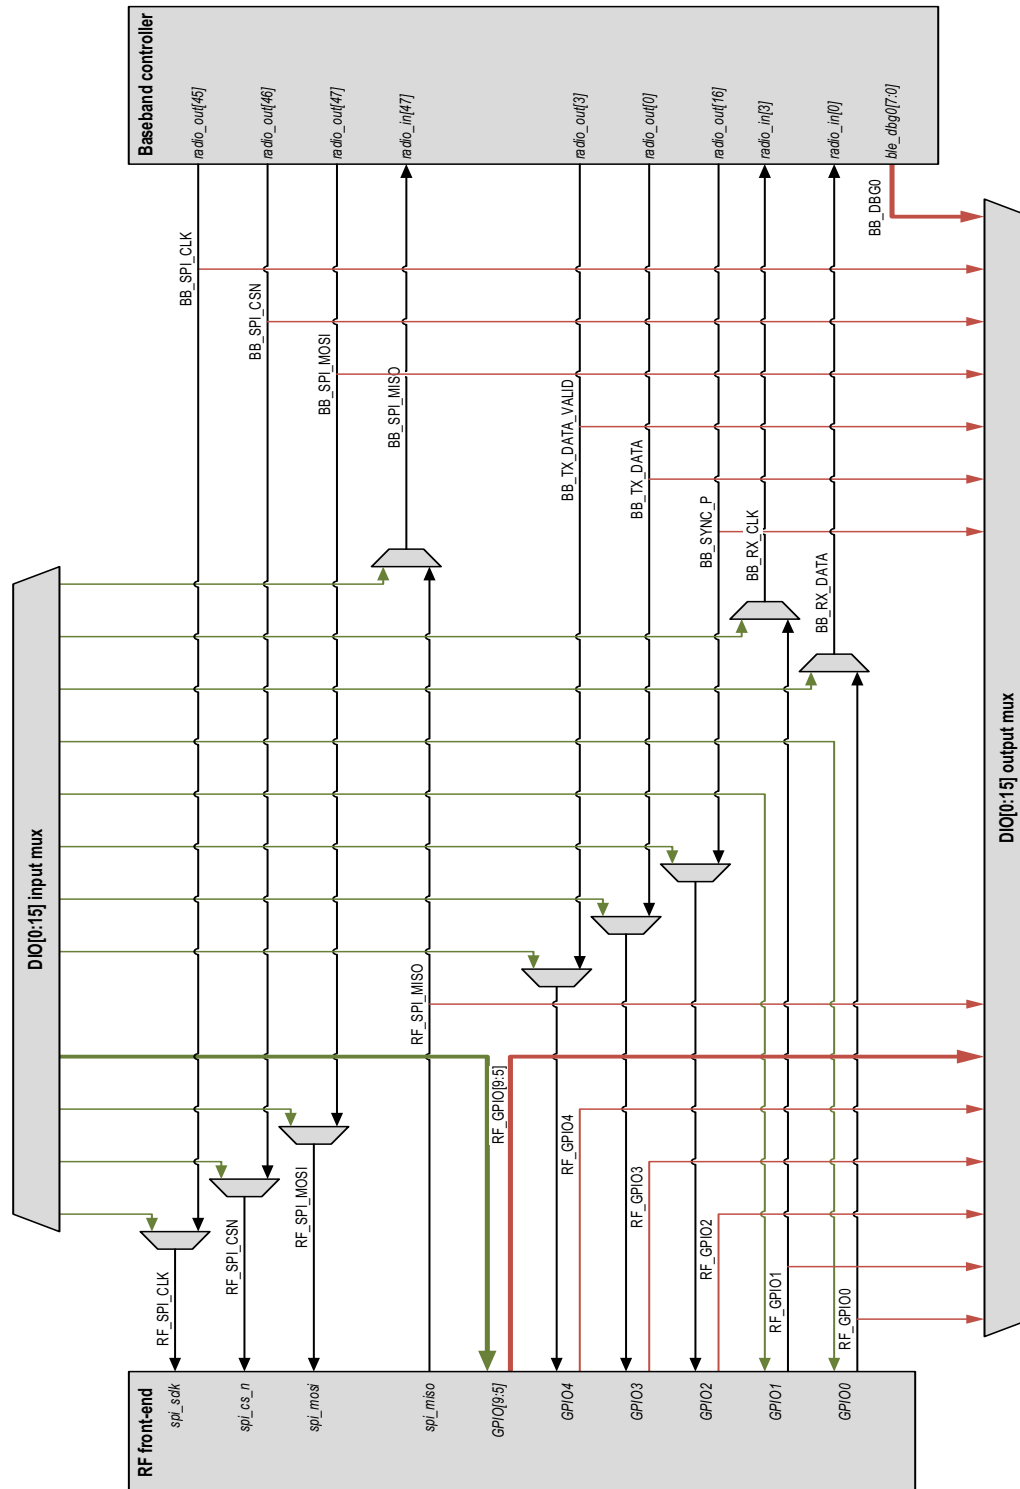 Baseband controller
radio_out[45]
radio_out[46]
radio_out[47]
radio_in[47]
radio_out[3]
radio_out[0]
radio_out[16]
radio_in[3]
radio_in[0]
ble_dbg0[7:0]
BB_SPI_CLK
BB_SPI_CSN
BB_SPI_MOSI
BB_SPI_MISO
BB_TX_DATA_VALID
BB_TX_DATA
BB_SYNC_P
BB_RX_CLK
BB_RX_DATA
BB_DBG0
DIO[0:15] input mux
DIO[0:15] output mux
RF_SPI_CLK
RF_SPI_CSN
RF_SPI_MOSI
RF_SPI_MISO
RF_GPIO[9:5]
RF_GPIO4
RF_GPIO3
RF_GPIO2
RF_GPIO1
RF_GPIO0
RF front-end
spi_sclk
spi_cs_n
spi_mosi
spi_miso
GPIO[9:5]
GPIO4
GPIO3
GPIO2
GPIO1
GPIO0